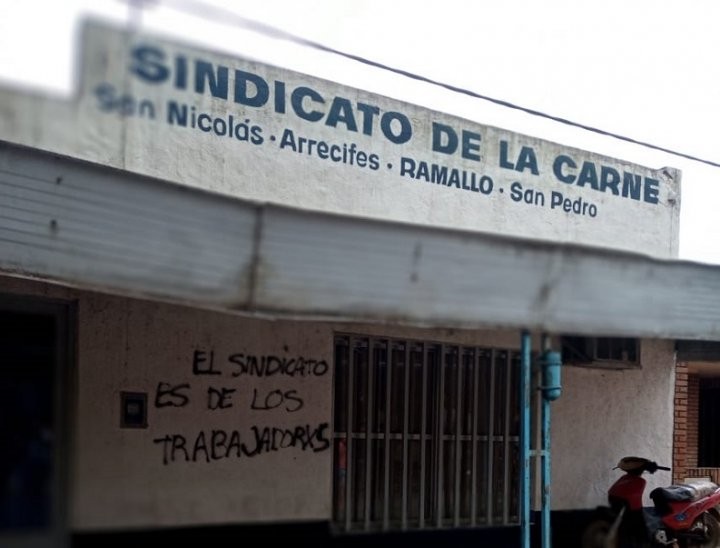 SINDICATO DE LA CARNE
San Nicolás · Arrecifes · RAMALLO · San Pedro
EL SINDICATO
ES DE LOS
TRABAJADORXS